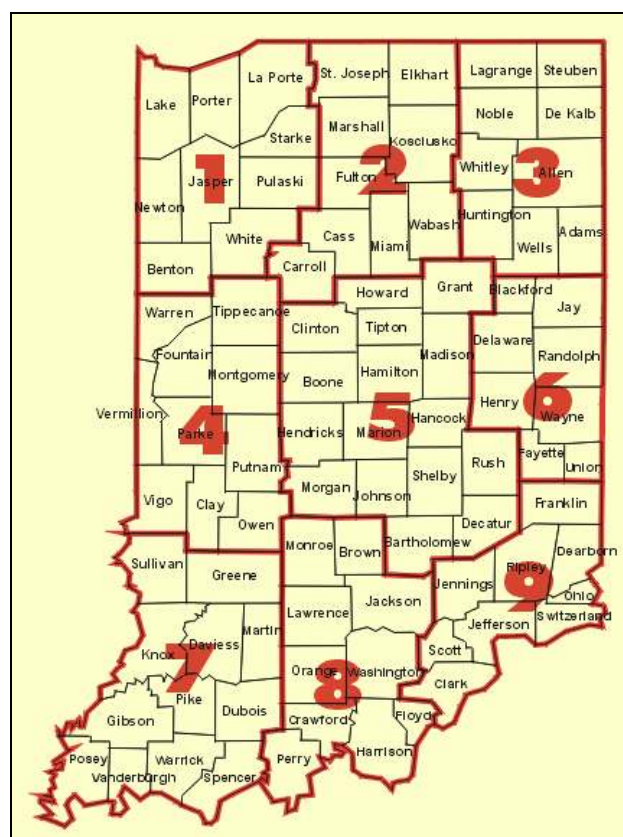 La Porte
St. Joseph
Elkhart
Lagrange
Steuben
Lake
Porter
Noble
De Kalb
Starke
Marshall
Kosciusko
1
2
3
Whitley
Allen
Jasper
Pulaski
Fulton
Newton
Huntington
White
Cass
Miami
Wabash
Wells
Adams
Benton
Carroll
Warren
Tippecanoe
Howard
Grant
Blackford
Jay
Clinton
Tipton
Fountain
Madison
Delaware
Randolph
Montgomery
Boone
Hamilton
Vermillion
4
5
6
Henry
Wayne
Parke
Hendricks
Marion
Hancock
Putnam
Shelby
Rush
Fayette
Union
Vigo
Clay
Morgan
Johnson
Franklin
Owen
Decatur
Monroe
Brown
Bartholomew
Dearborn
Sullivan
Greene
Jennings
Ripley
9
Ohio
Lawrence
Jackson
Jefferson
Switzerland
Martin
Daviess
Knox
7
Scott
Orange
Washington
8
Clark
Pike
Gibson
Dubois
Crawford
Floyd
Harrison
Posey
Vanderburgh
Warrick
Spencer
Perry